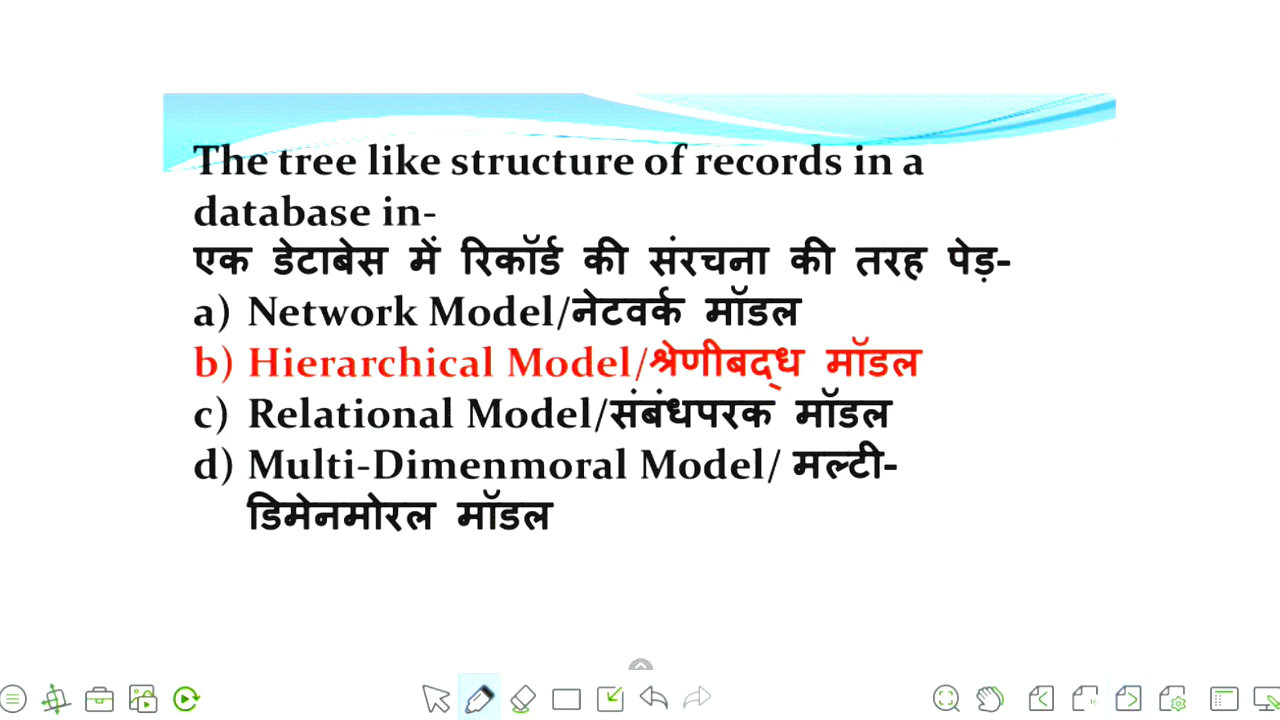 The tree like structure of records in a
database in-
एक डेटाबेस में रिकॉर्ड की संरचना की तरह पेड़-
a) Network Model/नेटवर्क मॉडल
b) Hierarchical Model/श्रेणीबद्ध मॉडल
c) Relational Model/संबंधपरक मॉडल
d) Multi-Dimenmoral Model/ मल्टी-
डिमेनमोरल मॉडल